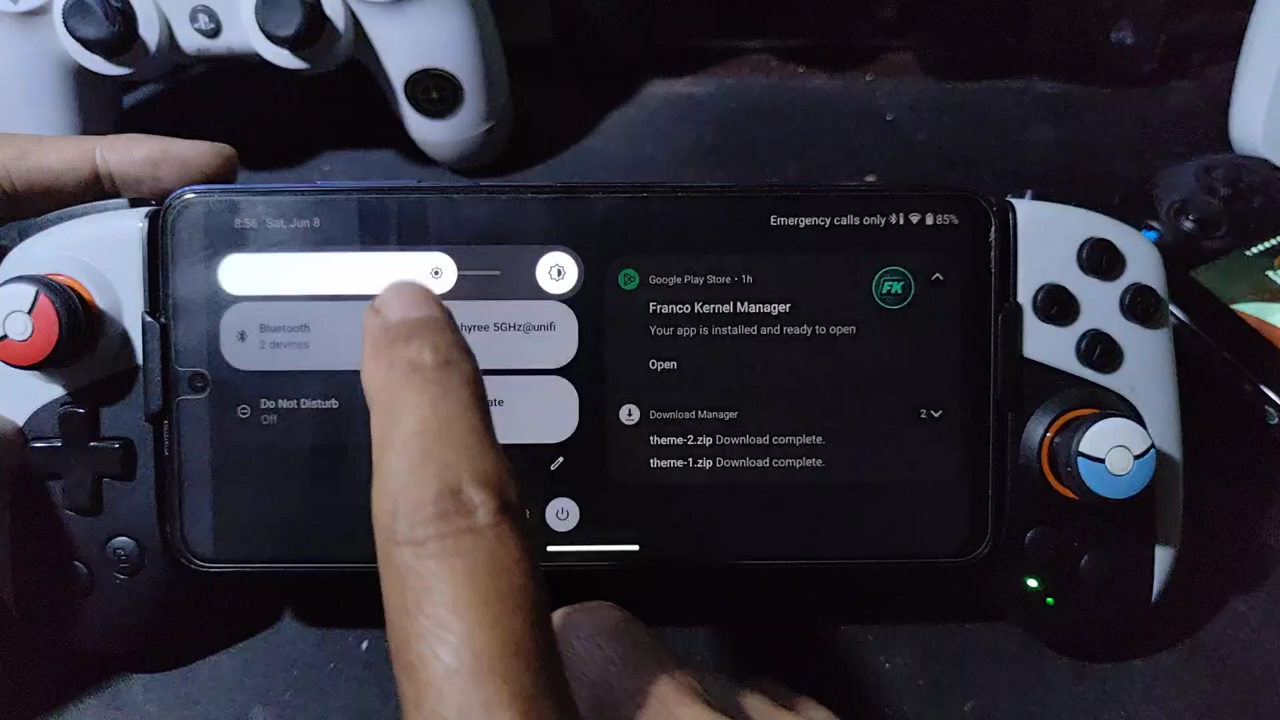 8:56 Sat, Jun 8
Emergency calls only 85%
Bluetooth
2 devices
hyree 5GHz@unifi
Do Not Disturb
Off
ate
Google Play Store • 1h
FK
Franco Kernel Manager
Your app is installed and ready to open
Open
Download Manager
2
theme-2.zip Download complete.
theme-1.zip Download complete.